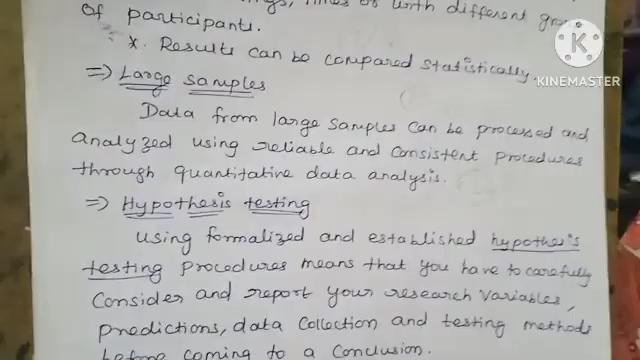 of participants.
* Results can be compared statistically.
⇒ Large samples
Data from large samples can be processed and
analyzed using reliable and consistent procedures
through quantitative data analysis.
⇒ Hypothesis testing
using formalized and established hypothesis
testing procedures means that you have to carefully
consider and report your research variables,
predictions, data collection and testing methods
before coming to a conclusion.
KINEMASTER